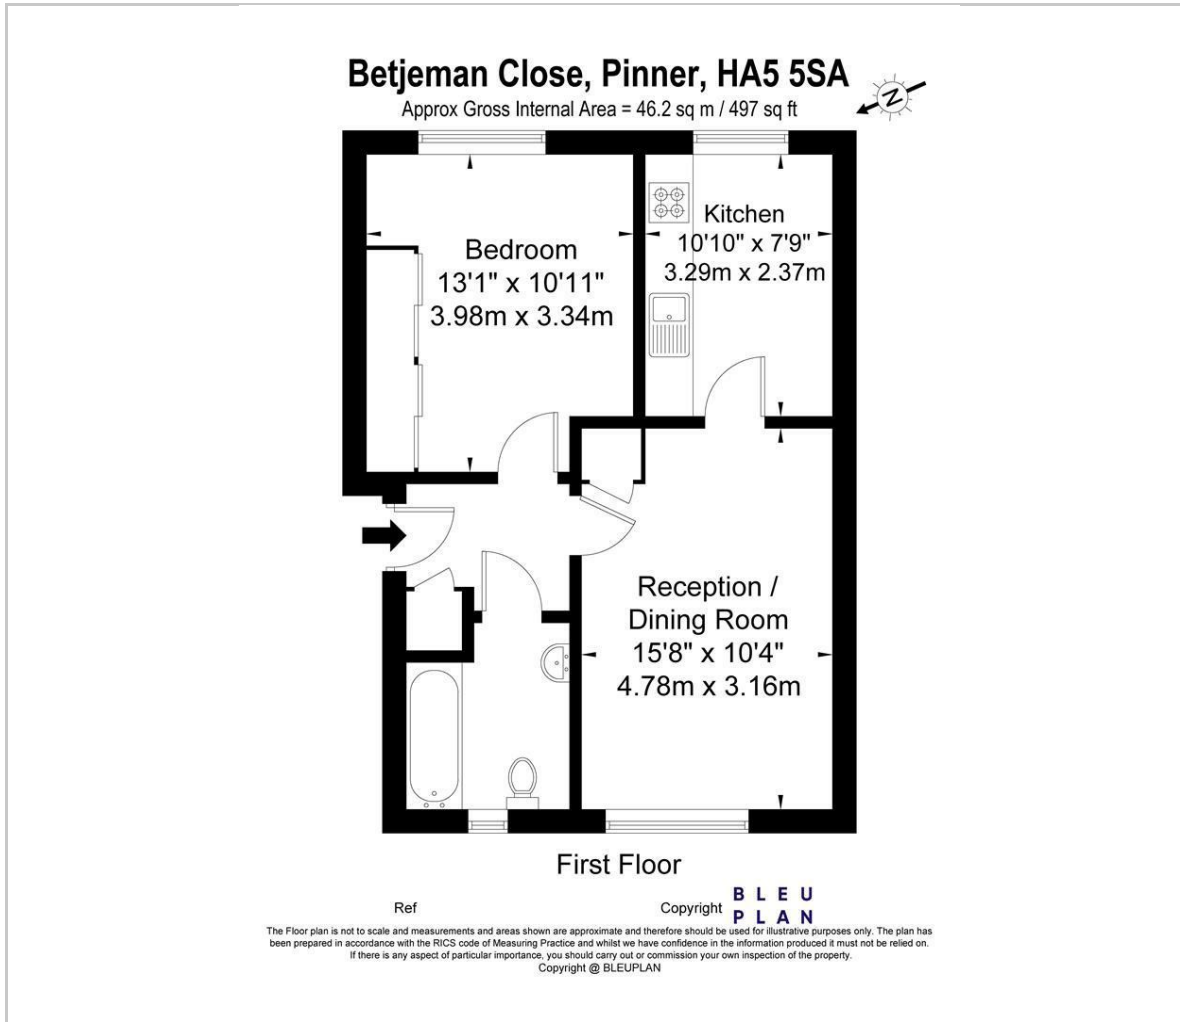 Betjeman Close, Pinner, HA5 5SA
Approx Gross Internal Area = 46.2 sq m / 497 sq ft
N
Kitchen
10'10" x 7'9"
3.29m x 2.37m
Bedroom
13'1" x 10'11"
3.98m x 3.34m
Reception /
Dining Room
15'8" x 10'4"
4.78m x 3.16m
First Floor
Ref
Copyright
BLEU
PLAN
The Floor plan is not to scale and measurements and areas shown are approximate and therefore should be used for illustrative purposes only. The plan has
been prepared in accordance with the RICS code of Measuring Practice and whilst we have confidence in the information produced it must not be relied on.
If there is any aspect of particular importance, you should carry out or commission your own inspection of the property.
Copyright @ BLEUPLAN